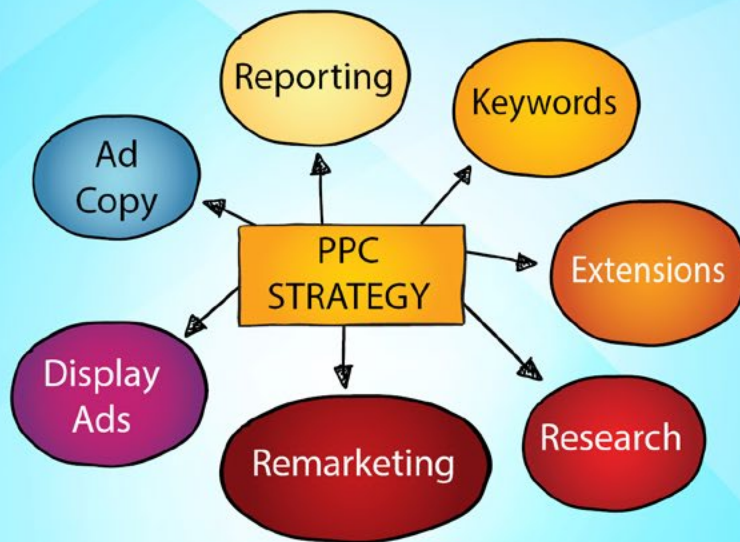 Reporting
Keywords
Ad
Copy
PPC
STRATEGY
Extensions
Display
Ads
Remarketing
Research